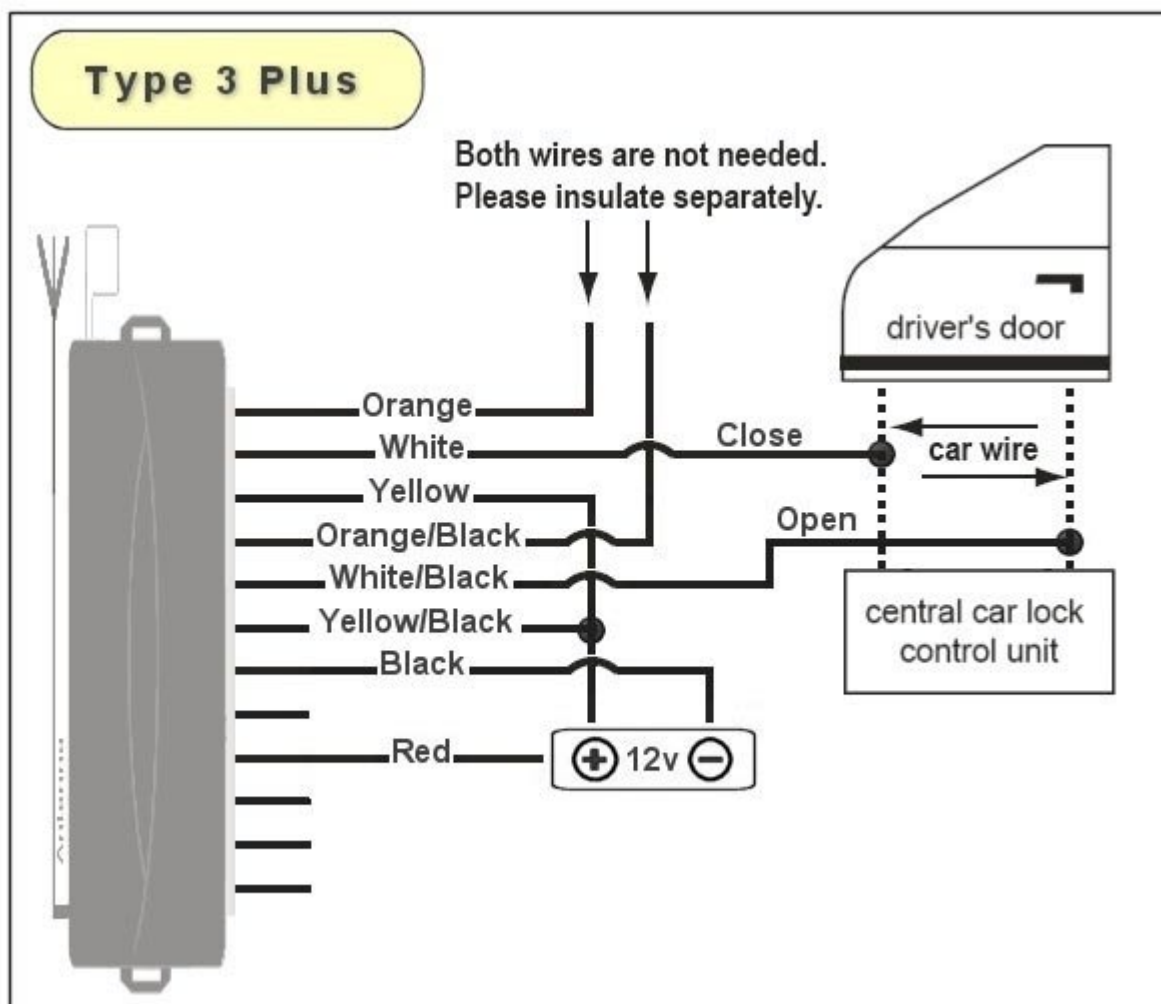 Type 3 Plus
Both wires are not needed.
Please insulate separately.
driver's door
Orange
White
Close
car wire
Yellow
Open
Orange/Black
White/Black
Yellow/Black
central car lock
control unit
Black
Red
+ 12v −